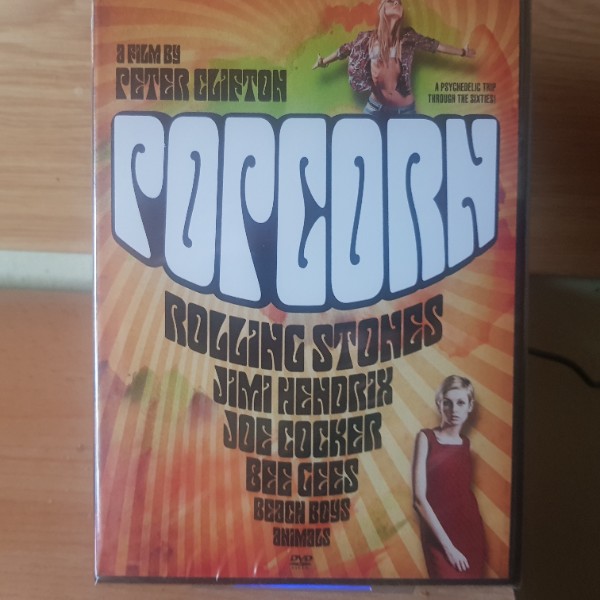 A FILM BY
PETER CLIFTON
A PSYCHEDELIC TRIP
THROUGH THE SIXTIES!
POPCORN
ROLLING STONES
JIMI HENDRIX
JOE COCKER
BEE GEES
BEACH BOYS
ANIMALS
DVD